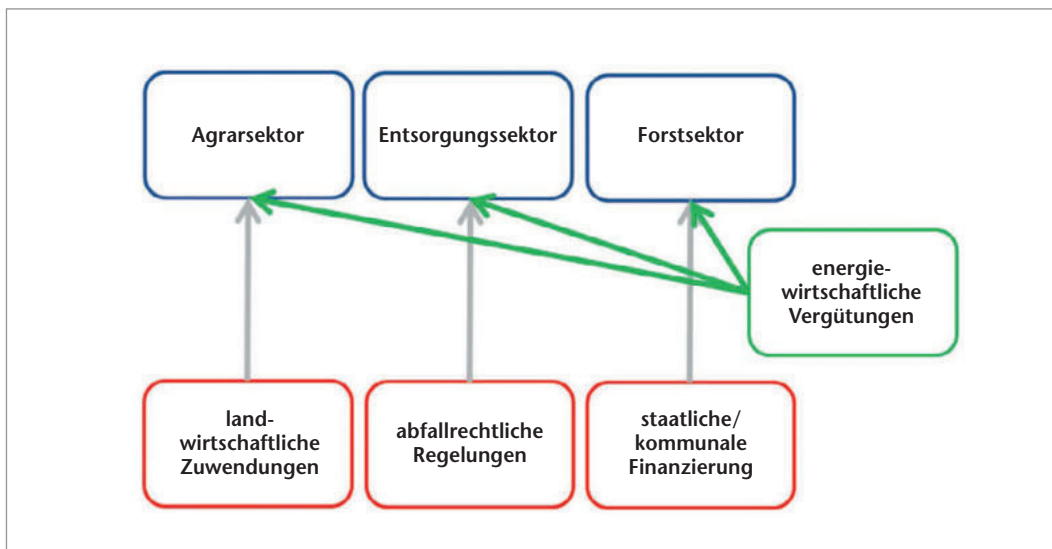 Agrarsektor
Entsorgungssektor
Forstsektor
energie-
wirtschaftliche
Vergütungen
land-
wirtschaftliche
Zuwendungen
abfallrechtliche
Regelungen
staatliche/
kommunale
Finanzierung